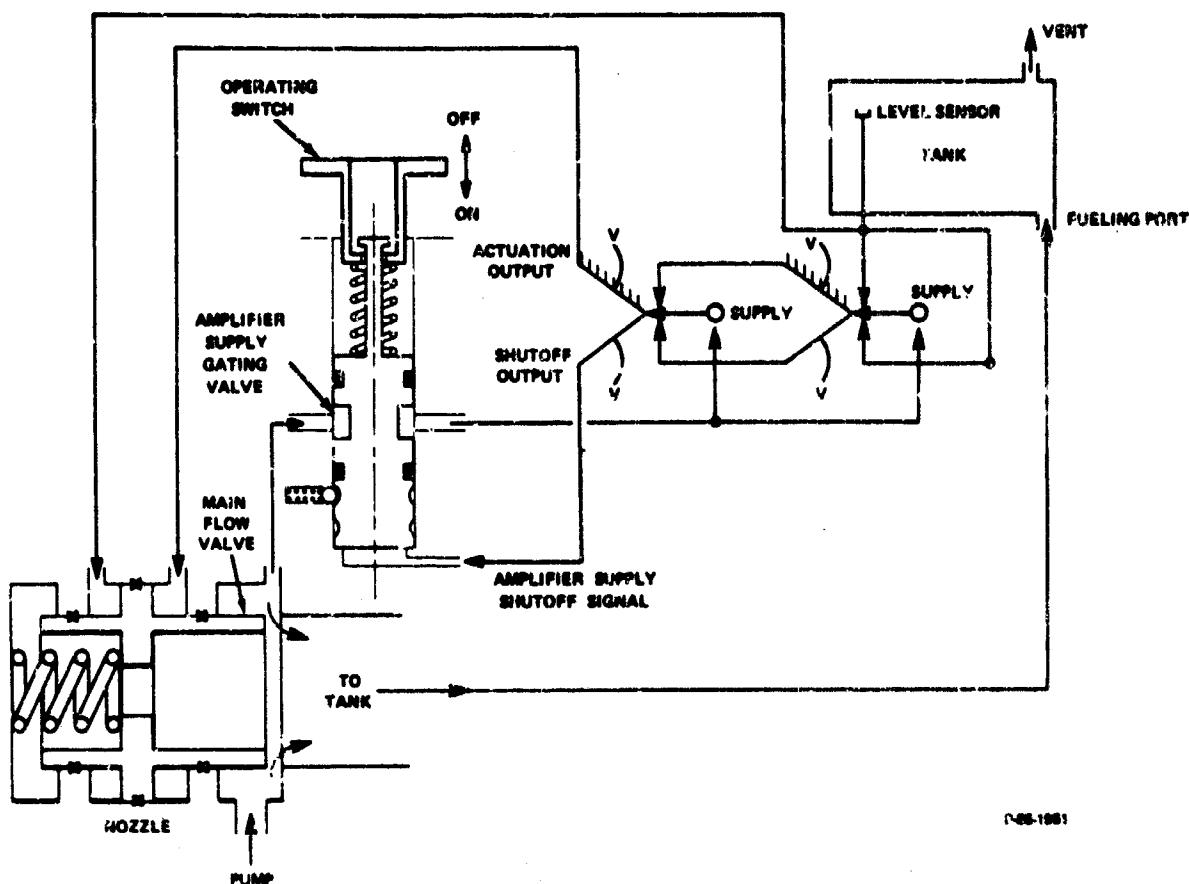 VENT
OPERATING
SWITCH
OFF
ON
LEVEL SENSOR
TANK
FUELING PORT
ACTUATION
OUTPUT
V
V
SUPPLY
SUPPLY
AMPLIFIER
SUPPLY
GATING
VALVE
SHUTOFF
OUTPUT
V
V
MAIN
FLOW
VALVE
AMPLIFIER SUPPLY
SHUTOFF SIGNAL
TO
TANK
NOZZLE
PUMP